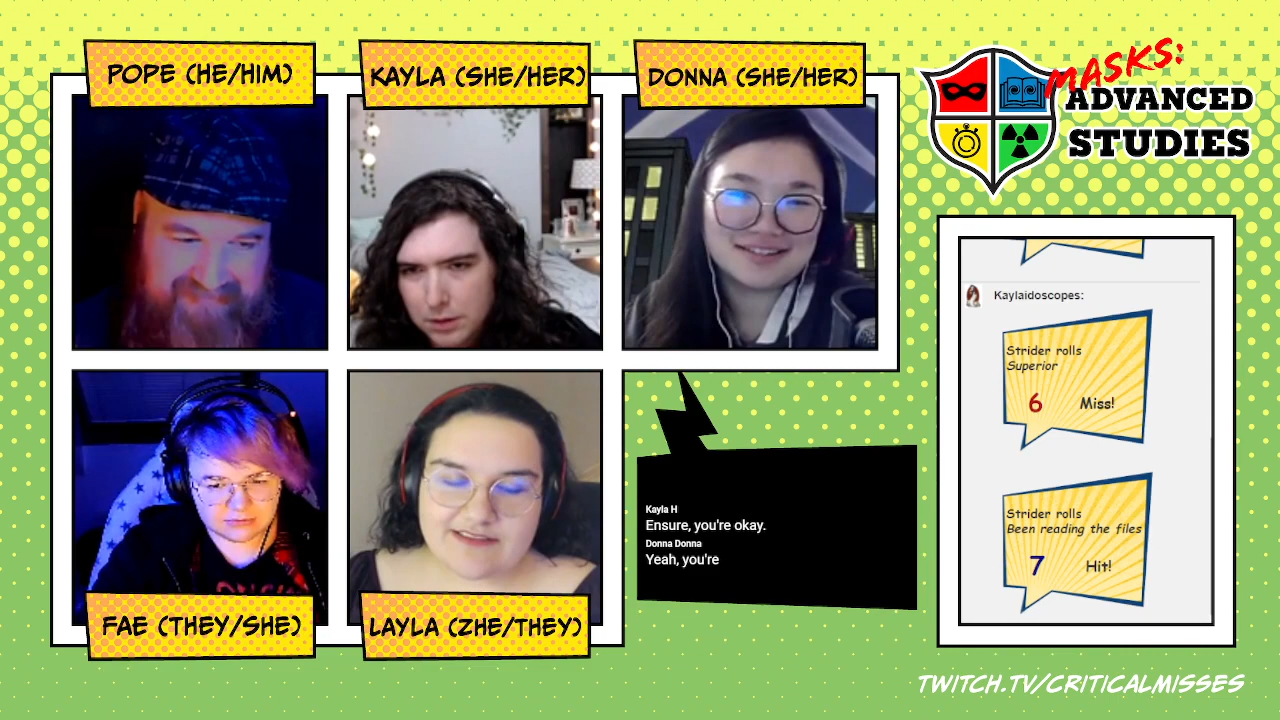 POPE (HE/HIM)
KAYLA (SHE/HER)
DONNA (SHE/HER)
MASKS:
ADVANCED
STUDIES
Kaylaidoscopes:
Strider rolls
Superior
6 Miss!
Strider rolls
Been reading the files
7 Hit!
Kayla H
Ensure, you're okay.
Donna Donna
Yeah, you're
FAE (THEY/SHE)
LAYLA (ZHE/THEY)
TWITCH.TV/CRITICALMISSES